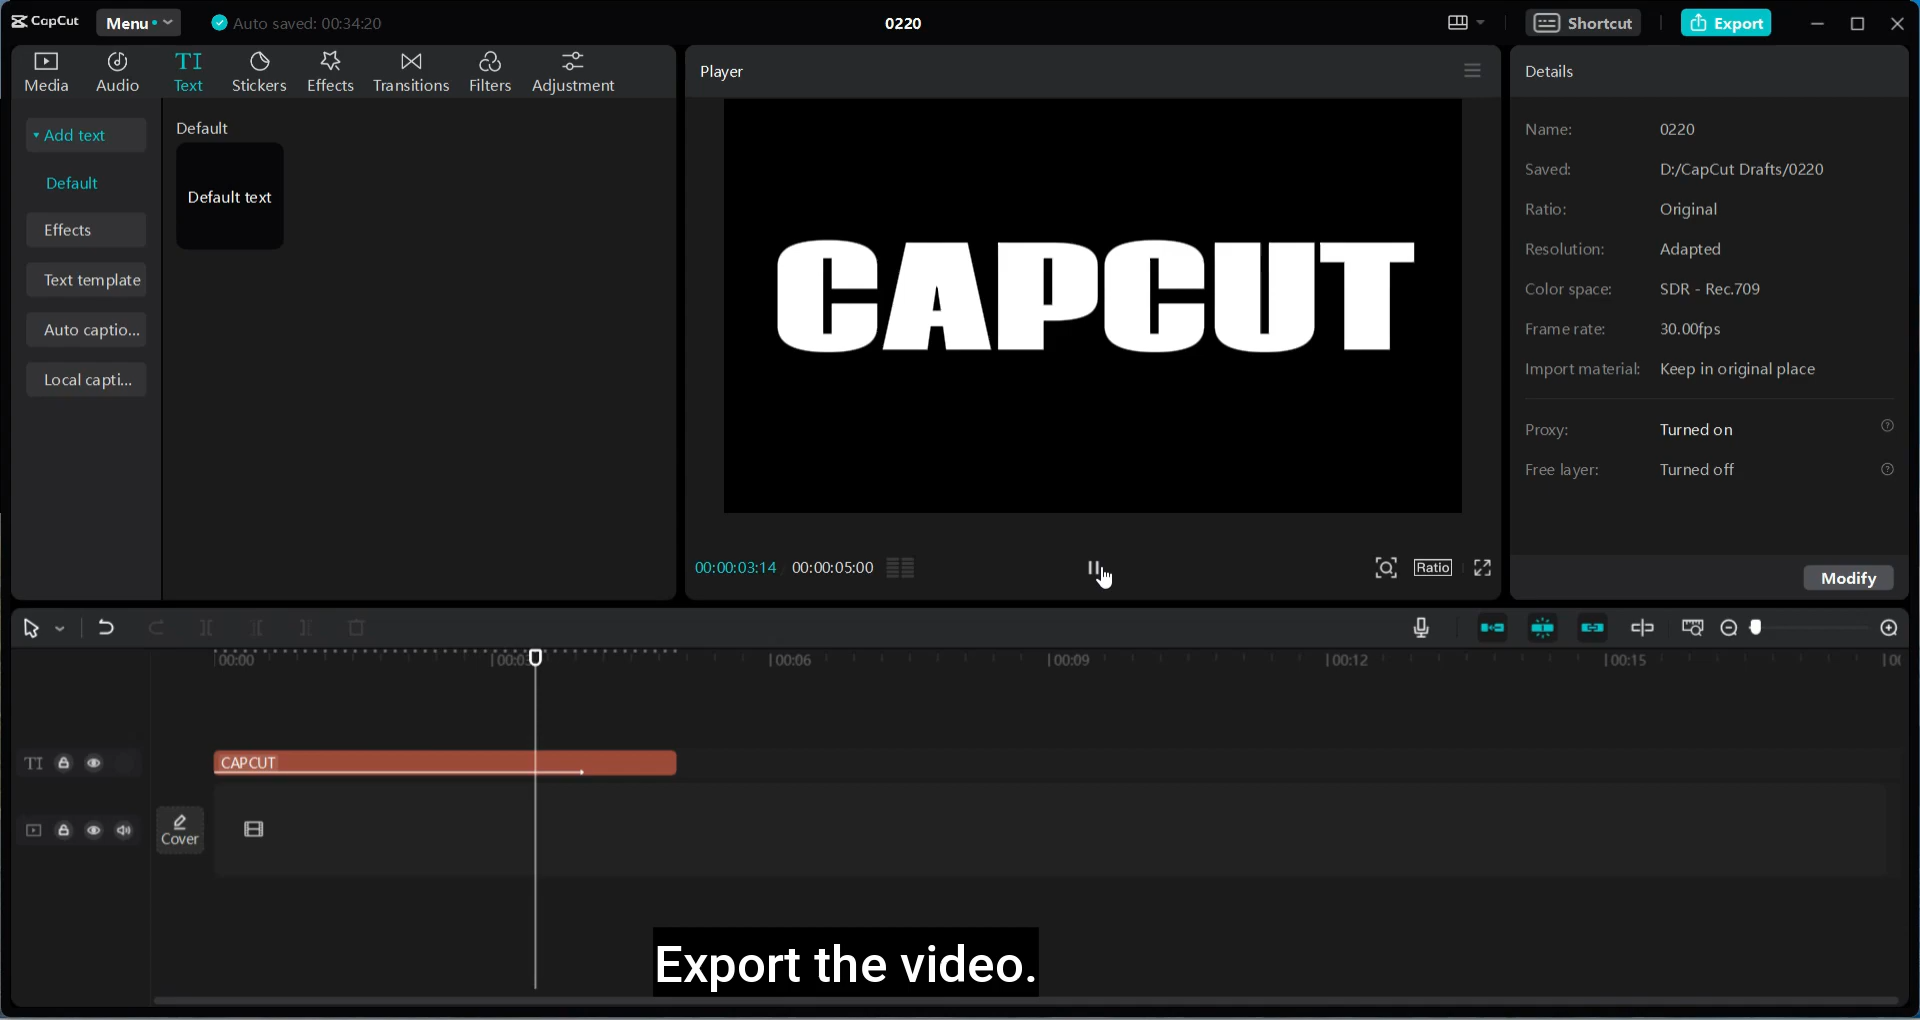 CapCut
Menu
Auto saved: 00:34:20
0220
Shortcut
Export
Media
Audio
TI
Text
Stickers
Effects
Transitions
Filters
Adjustment
Add text
Default
Effects
Text template
Auto captio...
Local capti...
Default
Default text
Player
CAPCUT
00:00:03:14
00:00:05:00
Ratio
Details
Name: 0220
Saved: D:/CapCut Drafts/0220
Ratio: Original
Resolution: Adapted
Color space: SDR - Rec.709
Frame rate: 30.00fps
Import material: Keep in original place
Proxy: Turned on
Free layer: Turned off
Modify
00:00
00:03
00:06
00:09
00:12
00:15
TI
CAPCUT
Cover
Export the video.